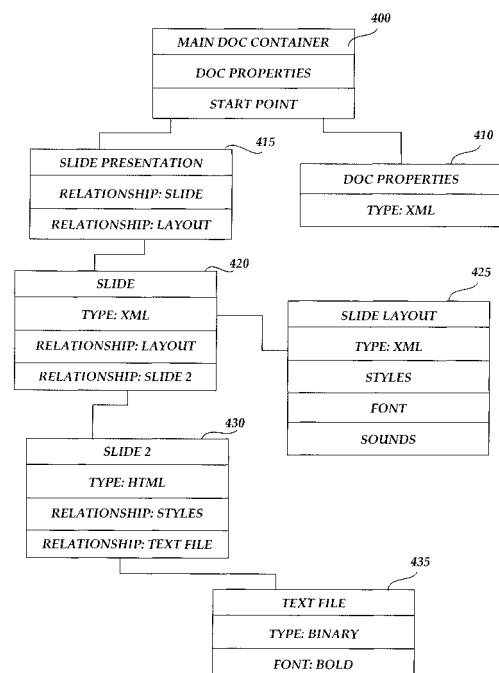 400
MAIN DOC CONTAINER
DOC PROPERTIES
START POINT
415
SLIDE PRESENTATION
RELATIONSHIP: SLIDE
RELATIONSHIP: LAYOUT
410
DOC PROPERTIES
TYPE: XML
420
SLIDE
TYPE: XML
RELATIONSHIP: LAYOUT
RELATIONSHIP: SLIDE 2
425
SLIDE LAYOUT
TYPE: XML
STYLES
FONT
SOUNDS
430
SLIDE 2
TYPE: HTML
RELATIONSHIP: STYLES
RELATIONSHIP: TEXT FILE
435
TEXT FILE
TYPE: BINARY
FONT: BOLD